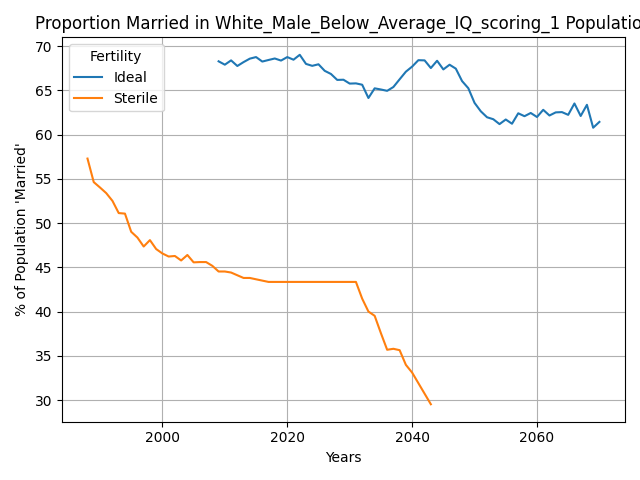 Proportion Married in White_Male_Below_Average_IQ_scoring_1 Populatio
Fertility
Ideal
Sterile
% of Population 'Married'
70
65
60
55
50
45
40
35
30
2000 2020 2040 2060
Years